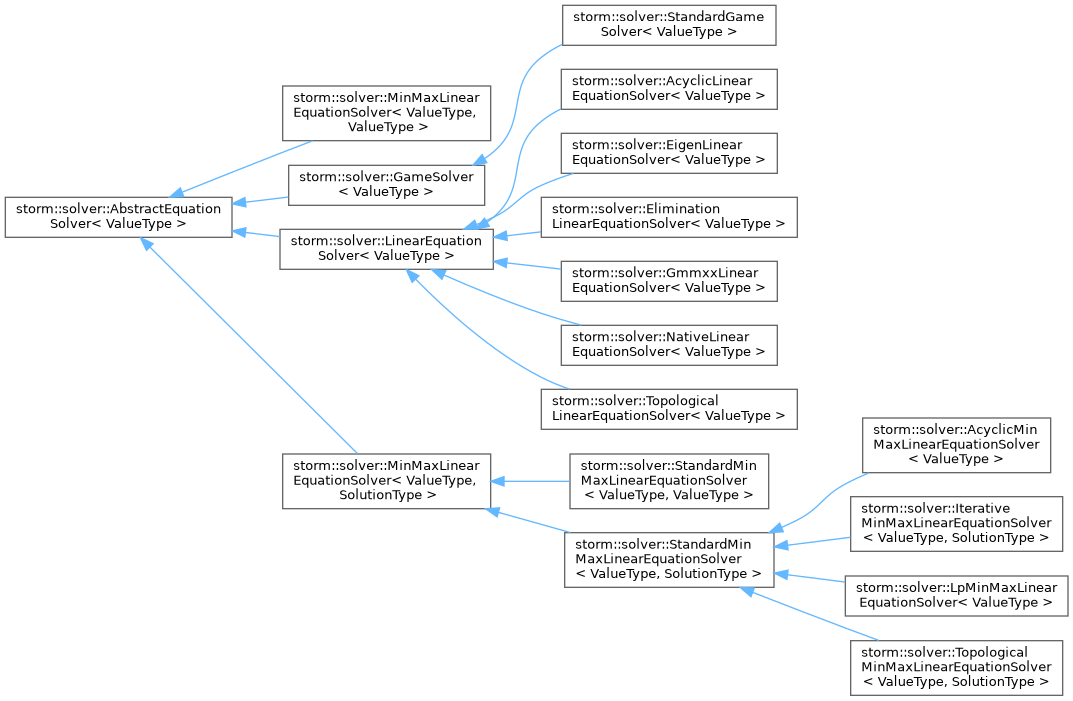 storm::solver::StandardGame
Solver< ValueType >
storm::solver::AcyclicLinear
EquationSolver< ValueType >
storm::solver::MinMaxLinear
EquationSolver< ValueType,
ValueType >
storm::solver::EigenLinear
EquationSolver< ValueType >
storm::solver::GameSolver
< ValueType >
storm::solver::AbstractEquation
Solver< ValueType >
storm::solver::Elimination
LinearEquationSolver< ValueType >
storm::solver::LinearEquation
Solver< ValueType >
storm::solver::GmmxxLinear
EquationSolver< ValueType >
storm::solver::NativeLinear
EquationSolver< ValueType >
storm::solver::Topological
LinearEquationSolver< ValueType >
storm::solver::AcyclicMin
MaxLinearEquationSolver
< ValueType >
storm::solver::MinMaxLinear
EquationSolver< ValueType,
SolutionType >
storm::solver::StandardMin
MaxLinearEquationSolver
< ValueType, ValueType >
storm::solver::Iterative
MinMaxLinearEquationSolver
< ValueType, SolutionType >
storm::solver::StandardMin
MaxLinearEquationSolver
< ValueType, SolutionType >
storm::solver::LpMinMaxLinear
EquationSolver< ValueType >
storm::solver::Topological
MinMaxLinearEquationSolver
< ValueType, SolutionType >